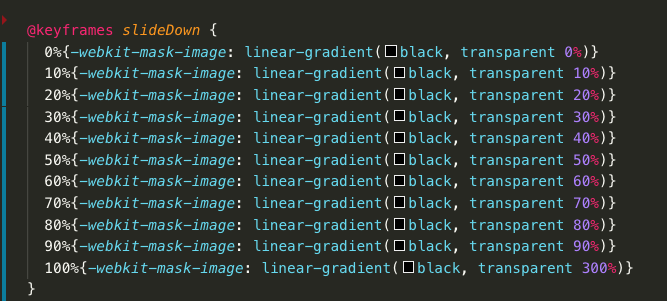 @keyframes slideDown {
0%{-webkit-mask-image: linear-gradient(black, transparent 0%)}
10%{-webkit-mask-image: linear-gradient(black, transparent 10%)}
20%{-webkit-mask-image: linear-gradient(black, transparent 20%)}
30%{-webkit-mask-image: linear-gradient(black, transparent 30%)}
40%{-webkit-mask-image: linear-gradient(black, transparent 40%)}
50%{-webkit-mask-image: linear-gradient(black, transparent 50%)}
60%{-webkit-mask-image: linear-gradient(black, transparent 60%)}
70%{-webkit-mask-image: linear-gradient(black, transparent 70%)}
80%{-webkit-mask-image: linear-gradient(black, transparent 80%)}
90%{-webkit-mask-image: linear-gradient(black, transparent 90%)}
100%{-webkit-mask-image: linear-gradient(black, transparent 300%)}
}